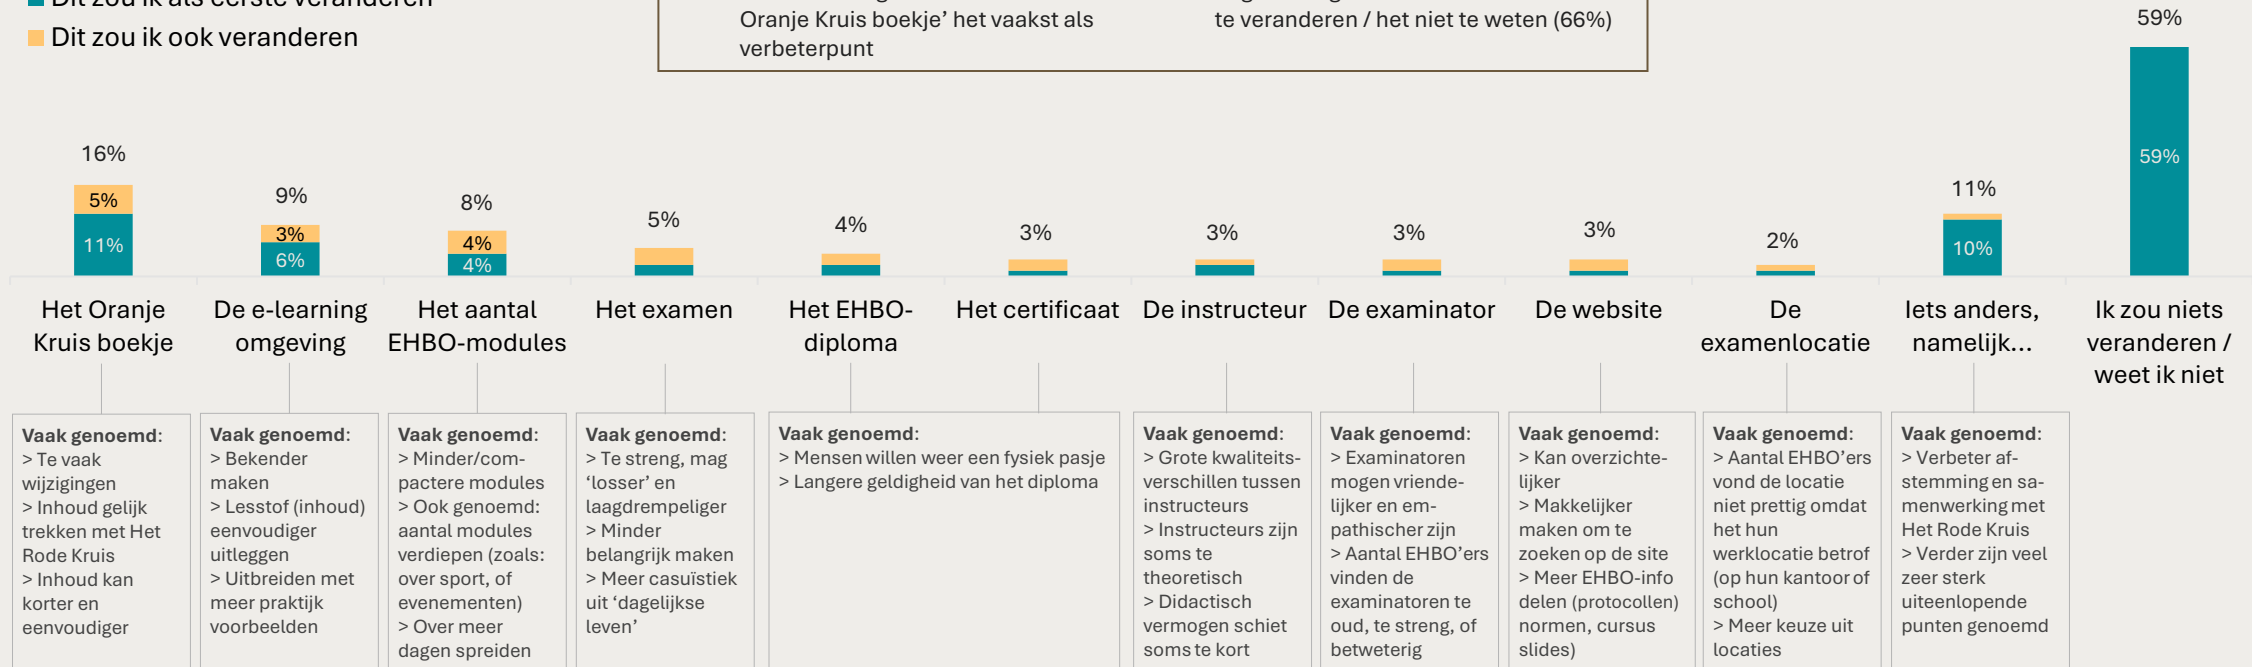 Dit zou ik als eerste veranderen
Dit zou ik ook veranderen
Oranje Kruis boekje’ het vaakst als
verbeterpunt
te veranderen / het niet te weten (66%)
16%
5%
11%
9%
3%
6%
8%
4%
4%
5%
4%
3%
3%
3%
3%
2%
11%
10%
59%
59%
Het Oranje
Kruis boekje
De e-learning
omgeving
Het aantal
EHBO-modules
Het examen
Het EHBO-
diploma
Het certificaat
De instructeur
De examinator
De website
De
examenlocatie
Iets anders,
namelijk...
Ik zou niets
veranderen /
weet ik niet
Vaak genoemd:
> Te vaak
wijzigingen
> Inhoud gelijk
trekken met Het
Rode Kruis
> Inhoud kan
korter en
eenvoudiger
Vaak genoemd:
> Bekender
maken
> Lesstof (inhoud)
eenvoudiger
uitleggen
> Uitbreiden met
meer praktijk
voorbeelden
Vaak genoemd:
> Minder/com-
pactere modules
> Ook genoemd:
aantal modules
verdiepen (zoals:
over sport, of
evenementen)
> Over meer
dagen spreiden
Vaak genoemd:
> Te streng, mag
‘losser’ en
laagdrempeliger
> Minder
belangrijk maken
> Meer casuïstiek
uit ‘dagelijkse
leven’
Vaak genoemd:
> Mensen willen weer een fysiek pasje
> Langere geldigheid van het diploma
Vaak genoemd:
> Grote kwaliteits-
verschillen tussen
instructeurs
> Instructeurs zijn
soms te
theoretisch
> Didactisch
vermogen schiet
soms te kort
Vaak genoemd:
> Examinatoren
mogen vriende-
lijker en em-
pathischer zijn
> Aantal EHBO’ers
vinden de
examinatoren te
oud, te streng, of
betweterig
Vaak genoemd:
> Kan overzichte-
lijker
> Makkelijker
maken om te
zoeken op de site
> Meer EHBO-info
delen (protocollen)
normen, cursus
slides)
Vaak genoemd:
> Aantal EHBO’ers
vond de locatie
niet prettig omdat
het hun
werklocatie betrof
(op hun kantoor of
school)
> Meer keuze uit
locaties
Vaak genoemd:
> Verbeter af-
stemming en sa-
menwerking met
Het Rode Kruis
> Verder zijn veel
zeer sterk
uiteenlopende
punten genoemd